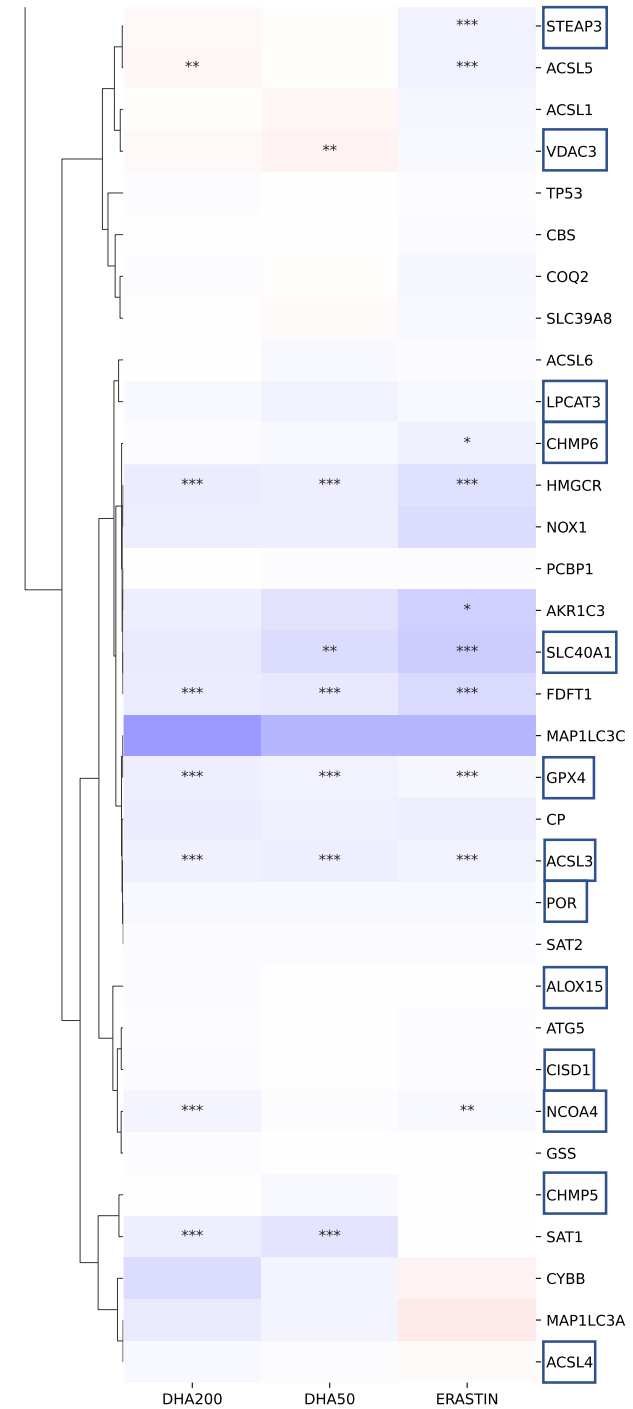 *** STEAP3
** *** ACSL5
ACSL1
** VDAC3
TP53
CBS
COQ2
SLC39A8
ACSL6
LPCAT3
* CHMP6
*** *** *** HMGCR
NOX1
PCBP1
* AKR1C3
** *** SLC40A1
*** *** *** FDFT1
MAP1LC3C
*** *** *** GPX4
CP
*** *** *** ACSL3
POR
SAT2
ALOX15
ATG5
CISD1
*** ** NCOA4
GSS
CHMP5
*** *** SAT1
CYBB
MAP1LC3A
ACSL4
DHA200 DHA50 ERASTIN